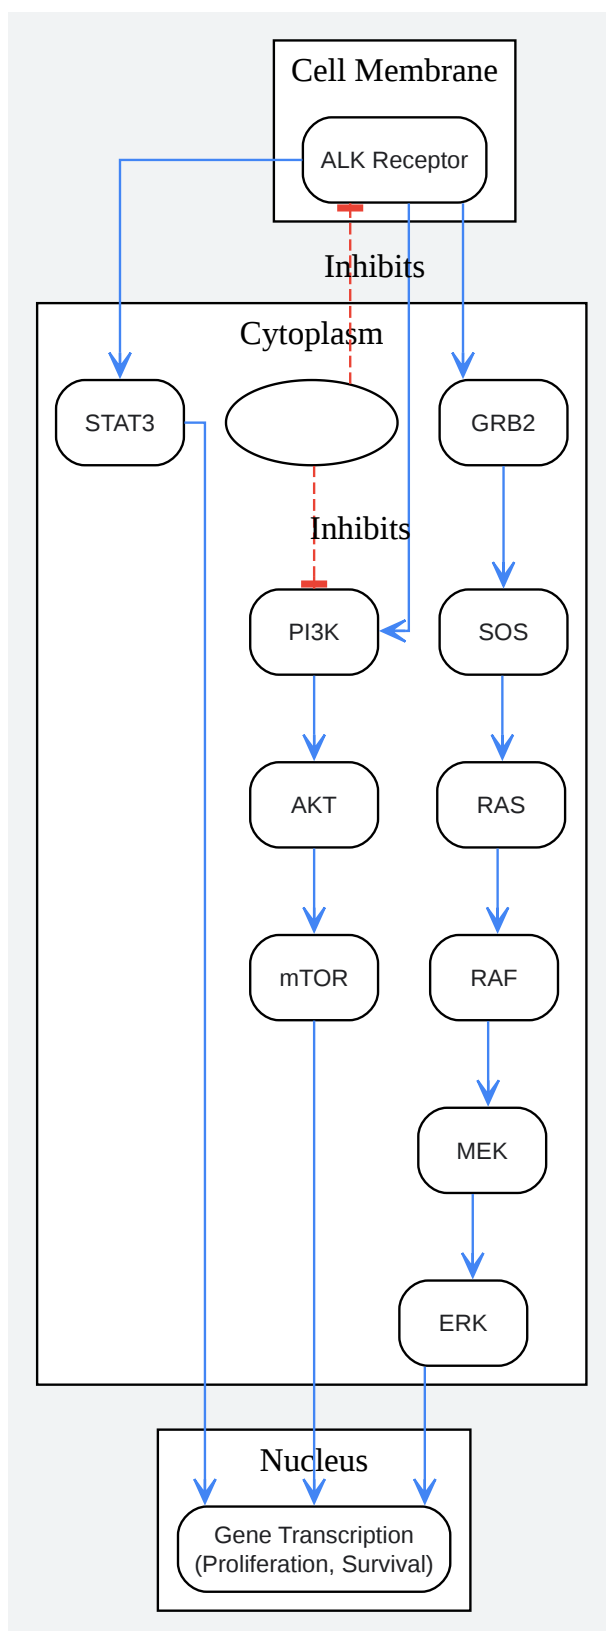 Cell Membrane
ALK Receptor
Inhibits
Cytoplasm
STAT3
GRB2
Inhibits
PI3K
SOS
AKT
RAS
mTOR
RAF
MEK
ERK
Nucleus
Gene Transcription
(Proliferation, Survival)